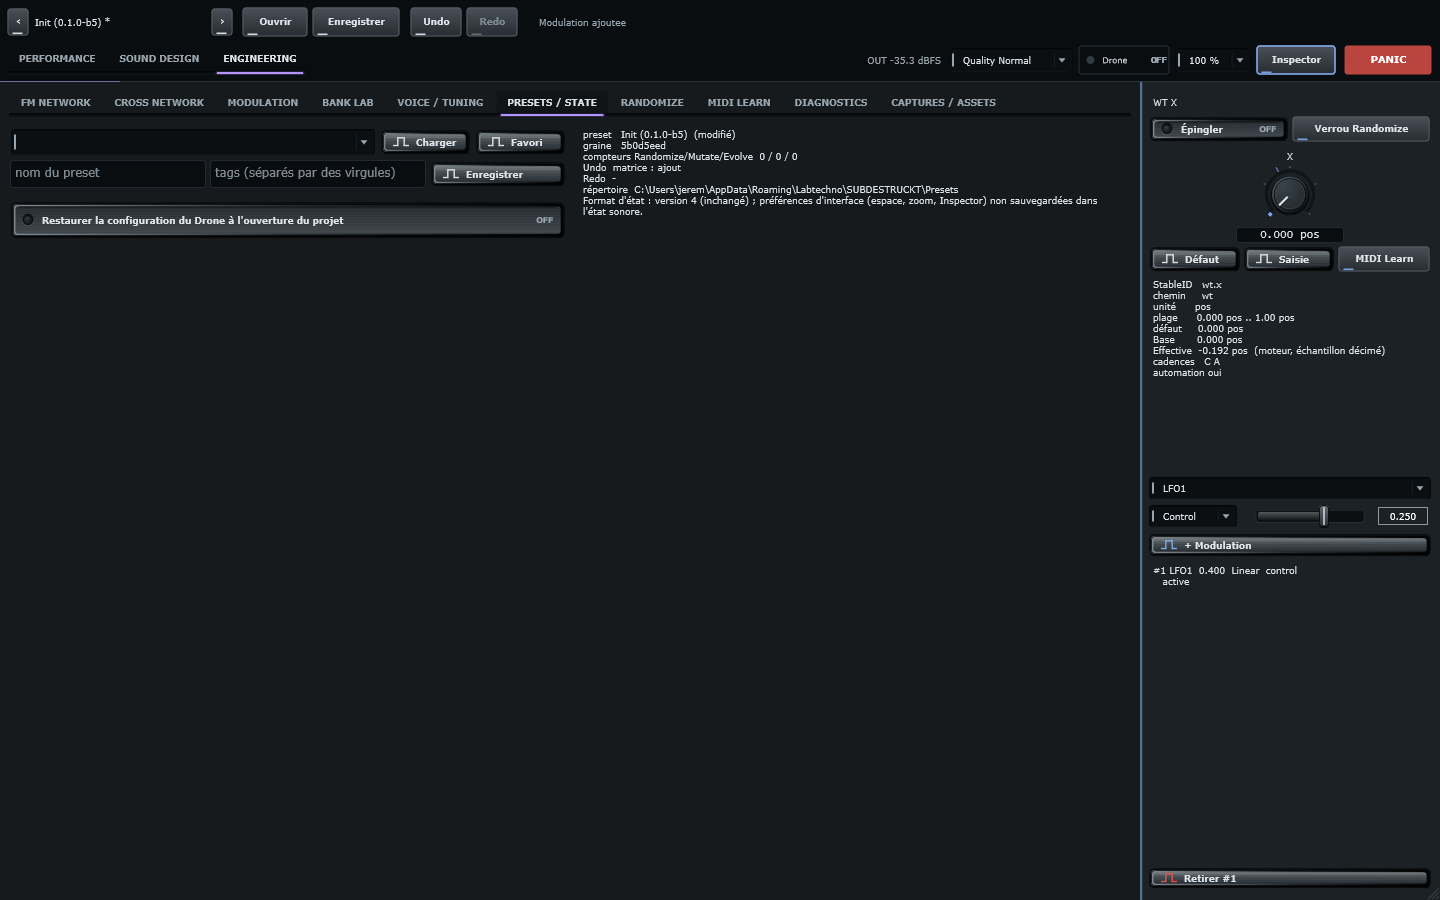 Init (0.1.0-b5) *
Ouvrir
Enregistrer
Undo
Redo
Modulation ajoutee
PERFORMANCE
SOUND DESIGN
ENGINEERING
OUT -35.3 dBFS
Quality Normal
Drone
OFF
100 %
Inspector
PANIC
FM NETWORK
CROSS NETWORK
MODULATION
BANK LAB
VOICE / TUNING
PRESETS / STATE
RANDOMIZE
MIDI LEARN
DIAGNOSTICS
CAPTURES / ASSETS
Charger
Favori
nom du preset
tags (séparés par des virgules)
Enregistrer
Restaurer la configuration du Drone à l'ouverture du projet
OFF
preset Init (0.1.0-b5) (modifié)
graine 5b0d5eed
compteurs Randomize/Mutate/Evolve 0 / 0 / 0
Undo matrice : ajout
Redo -
répertoire C:\Users\jerem\AppData\Roaming\Labtechno\SUBDESTRUCKT\Presets
Format d'état : version 4 (inchangé) ; préférences d'interface (espace, zoom, Inspector) non sauvegardées dans
l'état sonore.
WT X
Épingler
OFF
Verrou Randomize
X
0.000 pos
Défaut
Saisie
MIDI Learn
StableID wt.x
chemin wt
unité pos
plage 0.000 pos .. 1.00 pos
défaut 0.000 pos
Base 0.000 pos
Effective -0.192 pos (moteur, échantillon décimé)
cadences C A
automation oui
LFO1
Control
0.250
+ Modulation
#1 LFO1 0.400 Linear control
active
Retirer #1